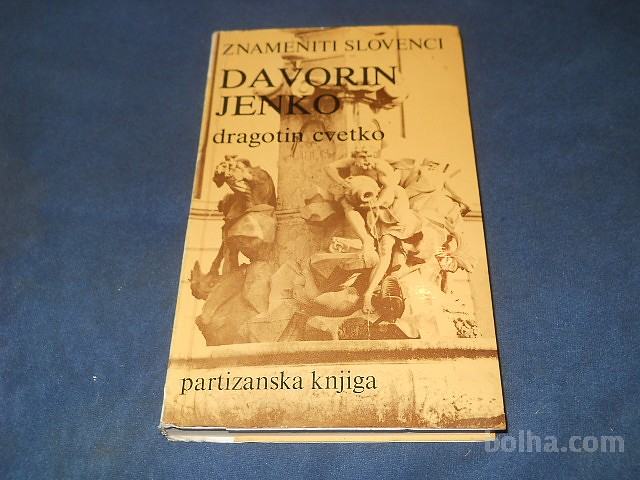 ZNAMENITI SLOVENCI
DAVORIN
JENKO
dragotin cvetko
partizanska knjiga
bolha.com